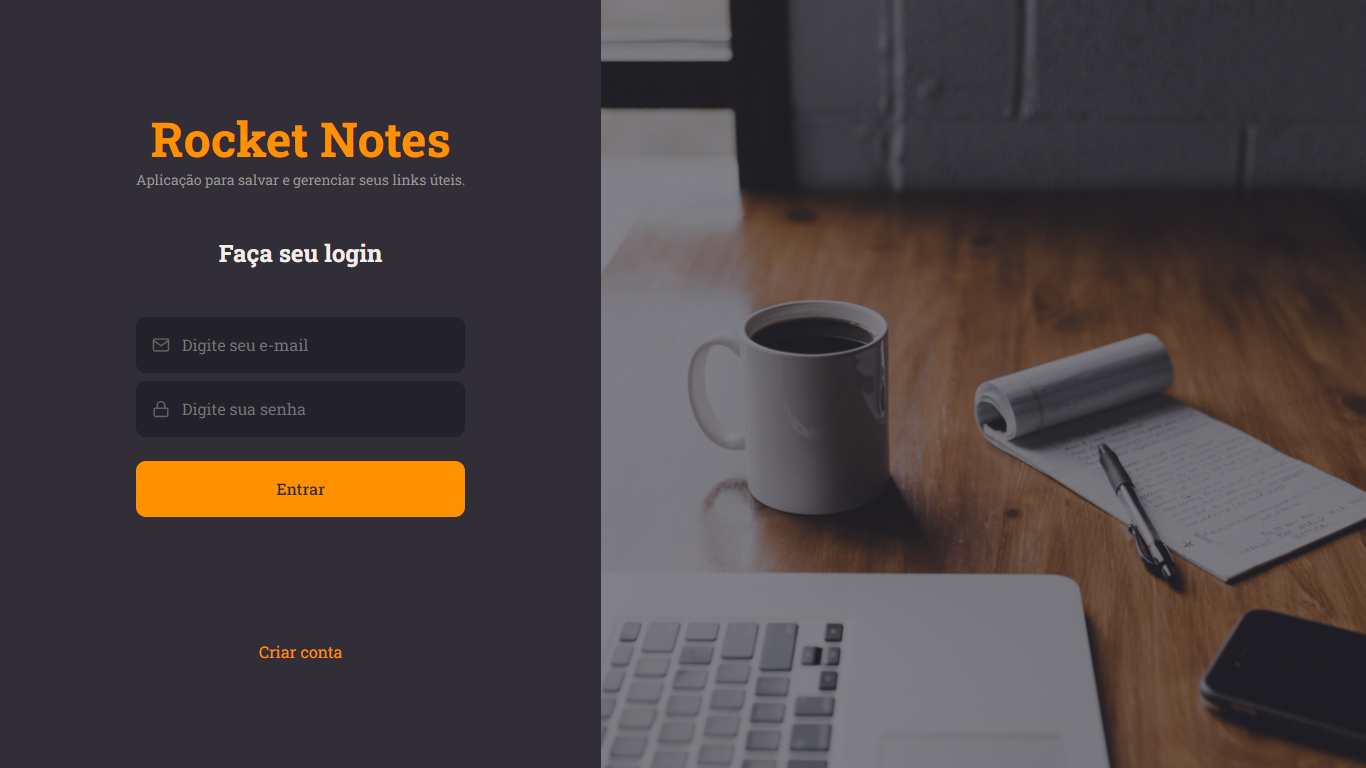 Rocket Notes
Aplicação para salvar e gerenciar seus links úteis.
Faça seu login
Digite seu e-mail
Digite sua senha
Entrar
Criar conta